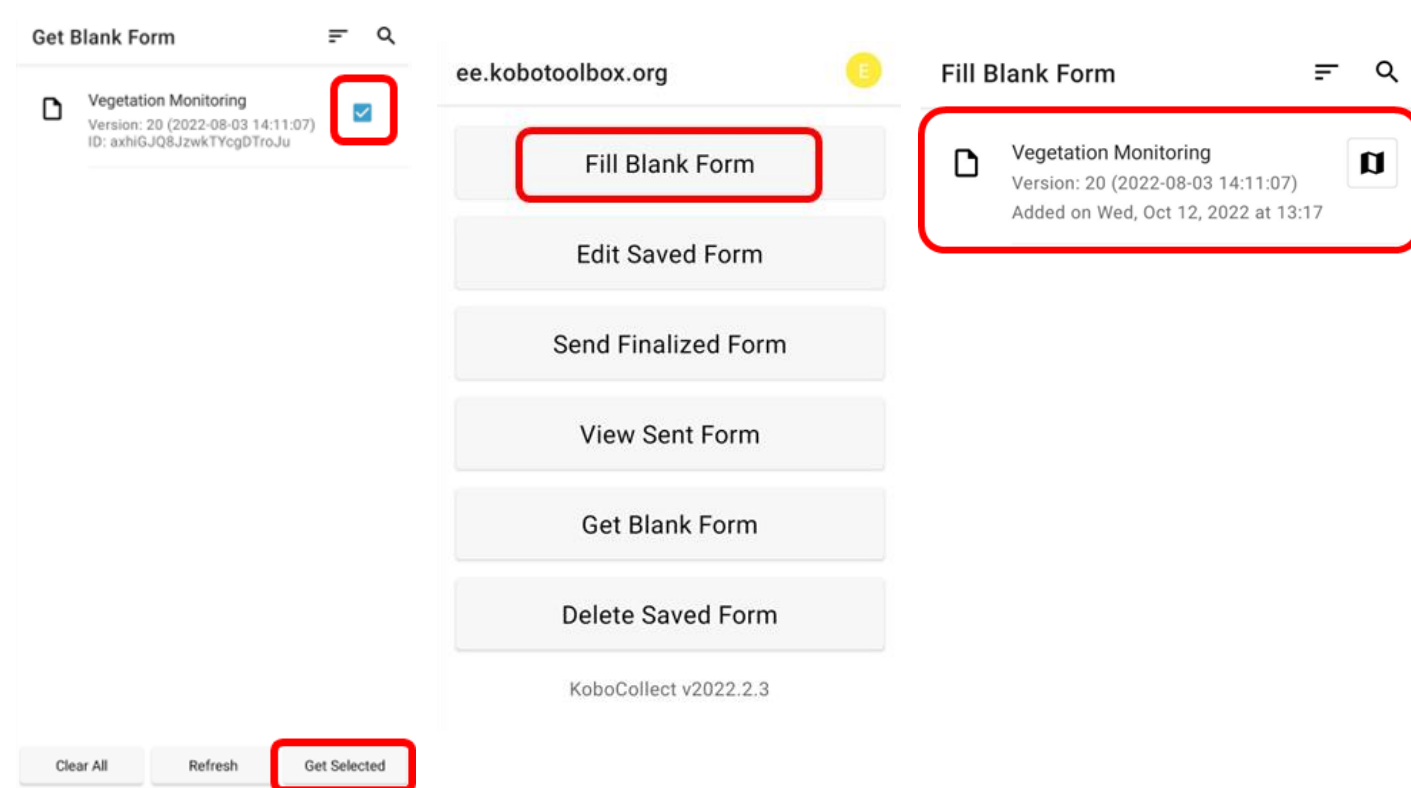 Get Blank Form
Vegetation Monitoring
Version: 20 (2022-08-03 14:11:07)
ID: axhiGJQ8JzwkTYcgDTroJu
Clear All
Refresh
Get Selected
ee.kobotoolbox.org
E
Fill Blank Form
Edit Saved Form
Send Finalized Form
View Sent Form
Get Blank Form
Delete Saved Form
KoboCollect v2022.2.3
Fill Blank Form
Vegetation Monitoring
Version: 20 (2022-08-03 14:11:07)
Added on Wed, Oct 12, 2022 at 13:17